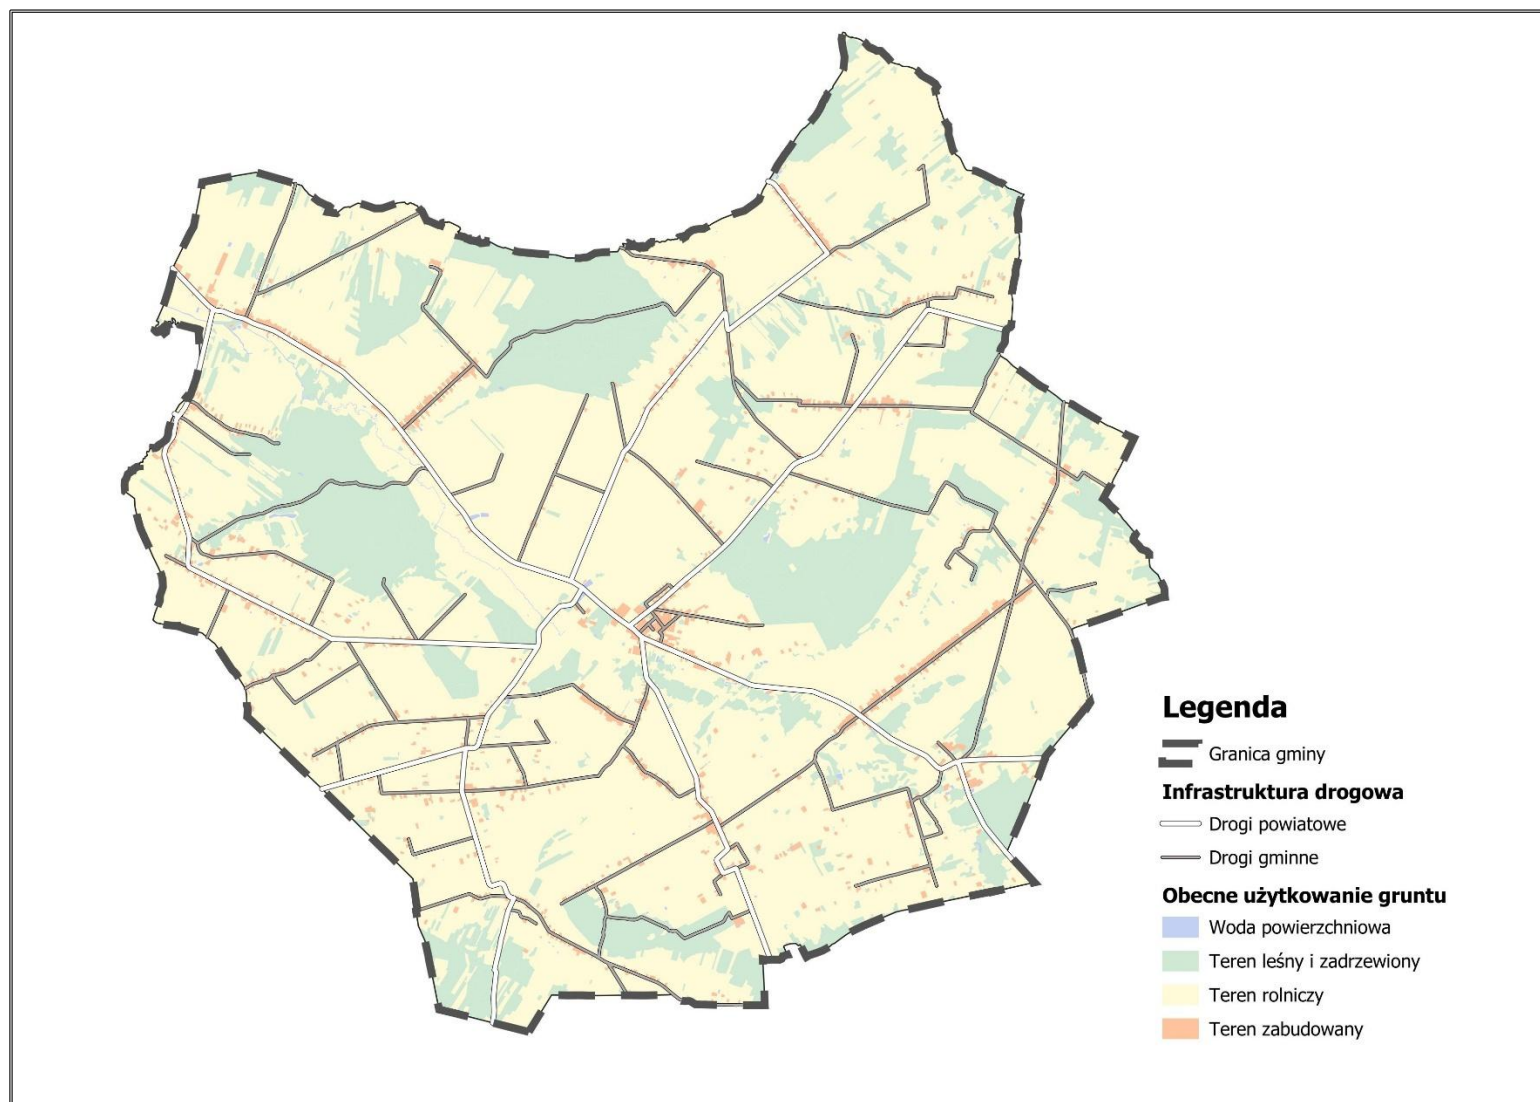 Legenda
Granica gminy
Infrastruktura drogowa
Drogi powiatowe
Drogi gminne
Obecne użytkowanie gruntu
Woda powierzchniowa
Teren leśny i zadrzewiony
Teren rolniczy
Teren zabudowany